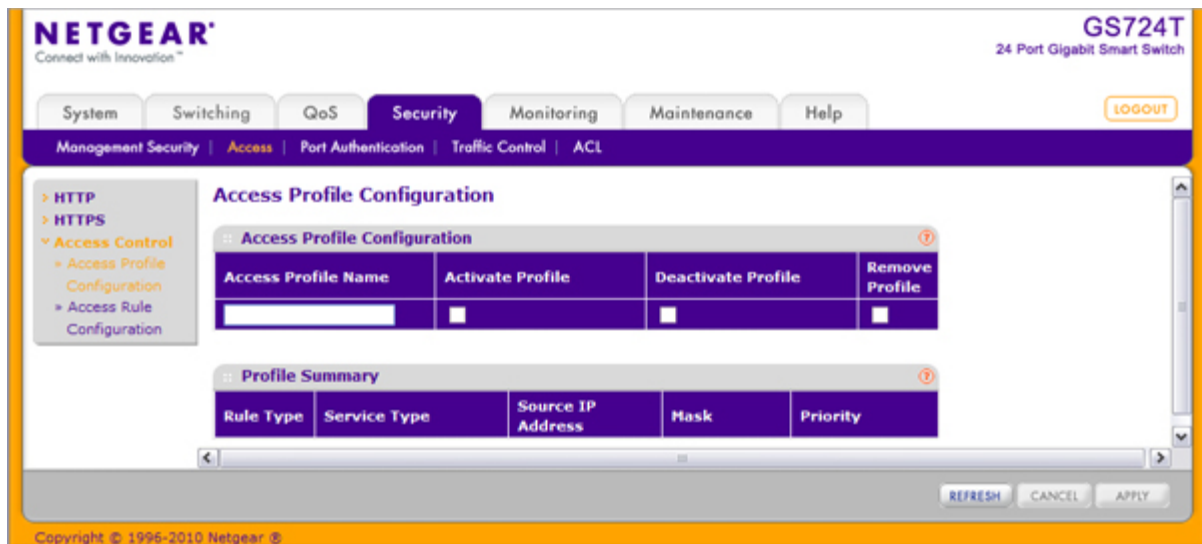 NETGEAR®
Connect with Innovation™
GS724T
24 Port Gigabit Smart Switch
System Switching QoS Security Monitoring Maintenance Help
LOGOUT
Management Security | Access | Port Authentication | Traffic Control | ACL
HTTP
HTTPS
Access Control
» Access Profile
Configuration
» Access Rule
Configuration
Access Profile Configuration
:: Access Profile Configuration ?
Access Profile Name Activate Profile Deactivate Profile Remove Profile
:: Profile Summary ?
Rule Type Service Type Source IP Address Mask Priority
REFRESH CANCEL APPLY
Copyright © 1996-2010 Netgear ®